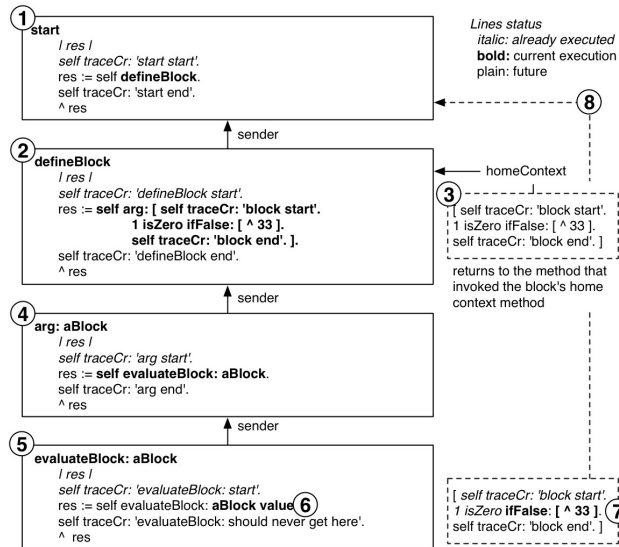 1
start
| res |
self traceCr: 'start start'.
res := self defineBlock.
self traceCr: 'start end'.
^ res
Lines status
italic: already executed
bold: current execution
plain: future
8
sender
2
defineBlock
| res |
self traceCr: 'defineBlock start'.
res := self arg: [ self traceCr: 'block start'.
1 isZero ifFalse: [ ^ 33 ].
self traceCr: 'block end'. ].
self traceCr: 'defineBlock end'.
^ res
homeContext
3
[ self traceCr: 'block start'.
1 isZero ifFalse: [ ^ 33 ].
self traceCr: 'block end'. ]
returns to the method that
invoked the block's home
context method
sender
4
arg: aBlock
| res |
self traceCr: 'arg start'.
res := self evaluateBlock: aBlock.
self traceCr: 'arg end'.
^ res
sender
5
evaluateBlock: aBlock
| res |
self traceCr: 'evaluateBlock: start'.
res := self evaluateBlock: aBlock value
6
self traceCr: 'evaluateBlock: should never get here'.
^ res
[ self traceCr: 'block start'.
1 isZero ifFalse: [ ^ 33 ].
7
self traceCr: 'block end'. ]